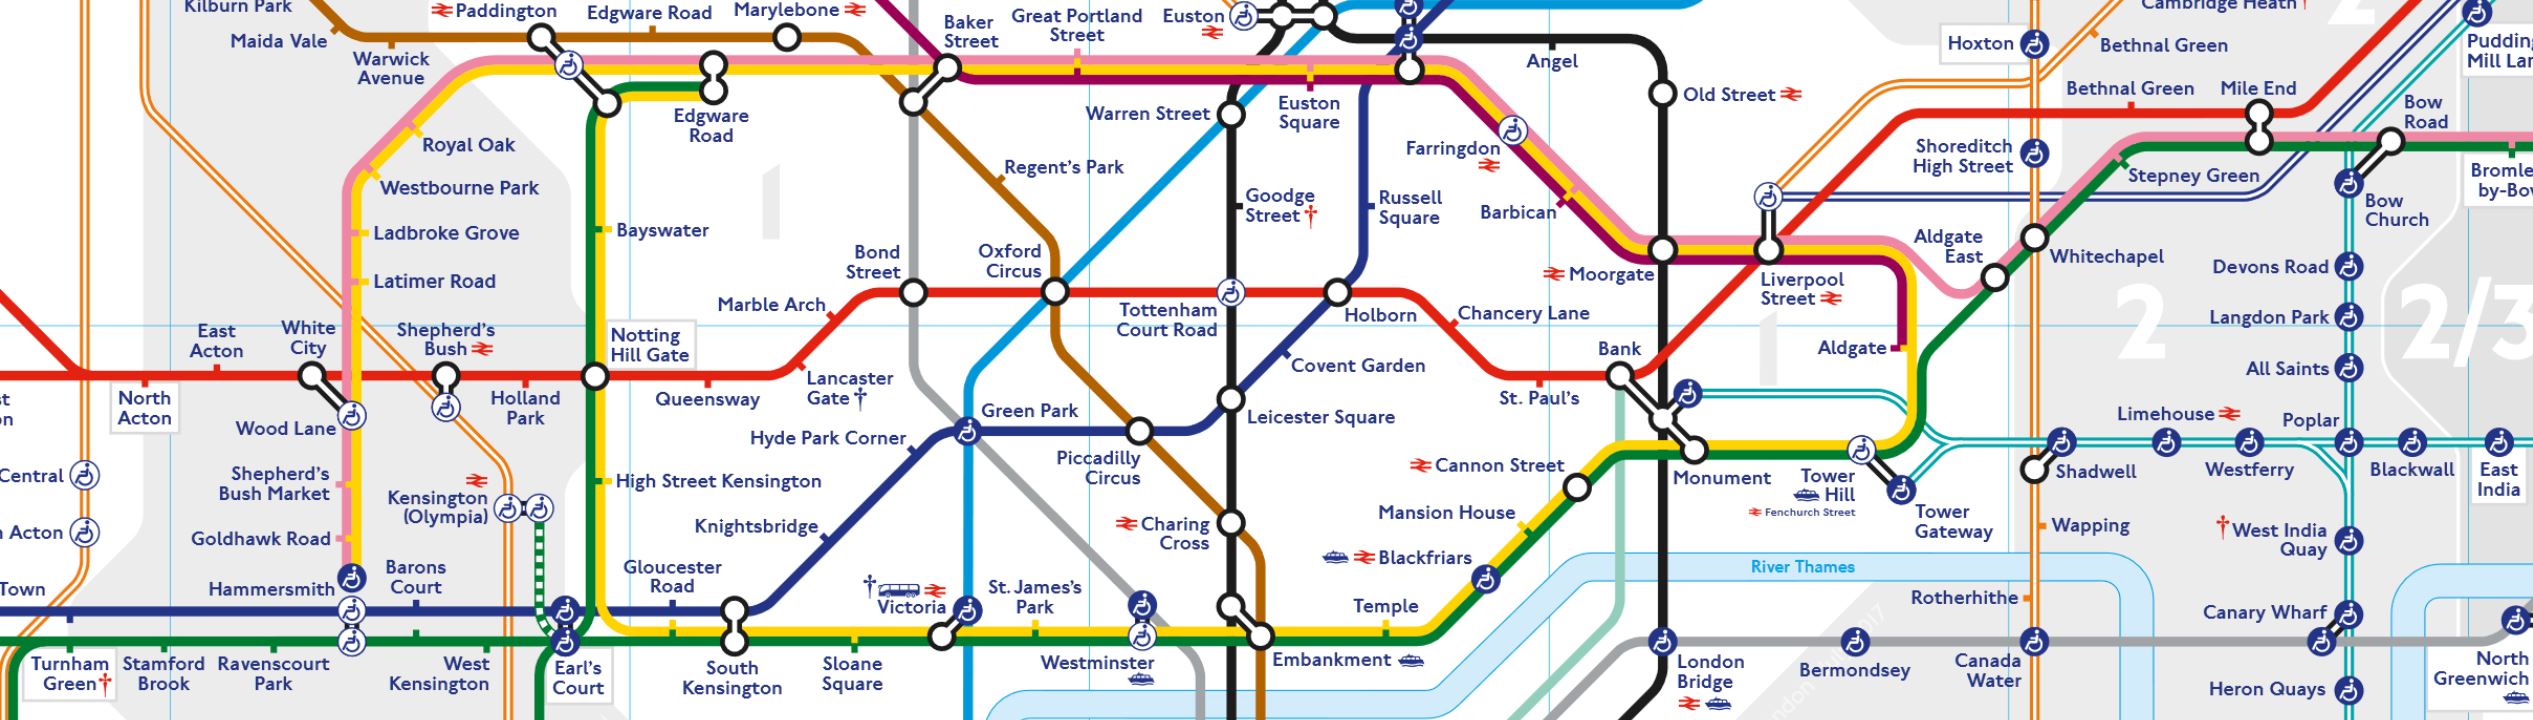 Kilburn Park
Maida Vale
Warwick
Avenue
Paddington
Edgware Road
Marylebone
Baker
Street
Great Portland
Street
Euston
Angel
Old Street
Hoxton
Cambridge Heath†
Bethnal Green
Pudding
Mill Lan
Bethnal Green
Mile End
Bow
Road
Edgware
Road
Warren Street
Euston
Square
Farringdon
Royal Oak
Westbourne Park
Regent's Park
Goodge
Street†
Russell
Square
Barbican
Shoreditch
High Street
Stepney Green
Bromle
by-Bow
Bow
Church
Ladbroke Grove
Bayswater
Latimer Road
Bond
Street
Oxford
Circus
Moorgate
Liverpool
Street
Aldgate
East
Whitechapel
Devons Road
East
Acton
White
City
Shepherd's
Bush
Notting
Hill Gate
Marble Arch
Tottenham
Court Road
Holborn
Chancery Lane
Aldgate
2
Langdon Park
2/3
North
Acton
Holland
Park
Queensway
Lancaster
Gate†
Covent Garden
Bank
St. Paul's
All Saints
Wood Lane
Green Park
Hyde Park Corner
Piccadilly
Circus
Leicester Square
Limehouse
Poplar
Central
Shepherd's
Bush Market
Kensington
(Olympia)
High Street Kensington
Cannon Street
Monument
Tower
Hill
Fenchurch Street
Tower
Gateway
Shadwell
Westferry
Blackwall
East
India
Acton
Goldhawk Road
Knightsbridge
Charing
Cross
Mansion House
Wapping
†West India
Quay
Town
Hammersmith
Barons
Court
Gloucester
Road
†
Victoria
St. James's
Park
Blackfriars
Temple
River Thames
Rotherhithe
Canary Wharf
Turnham
Green†
Stamford
Brook
Ravenscourt
Park
West
Kensington
Earl's
Court
South
Kensington
Sloane
Square
Westminster
Embankment
London
Bridge
Bermondsey
Canada
Water
Heron Quays
North
Greenwich